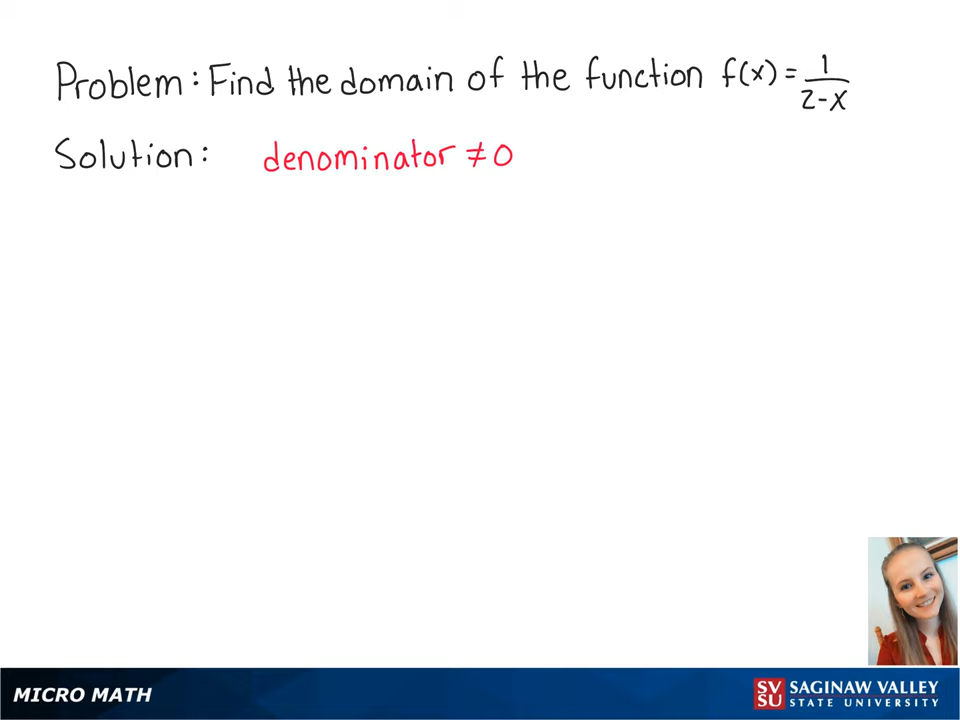 Problem: Find the domain of the function f(x) = 1/(2-x)
Solution: denominator ≠ 0
MICRO MATH
SV SU SAGINAW VALLEY STATE UNIVERSITY